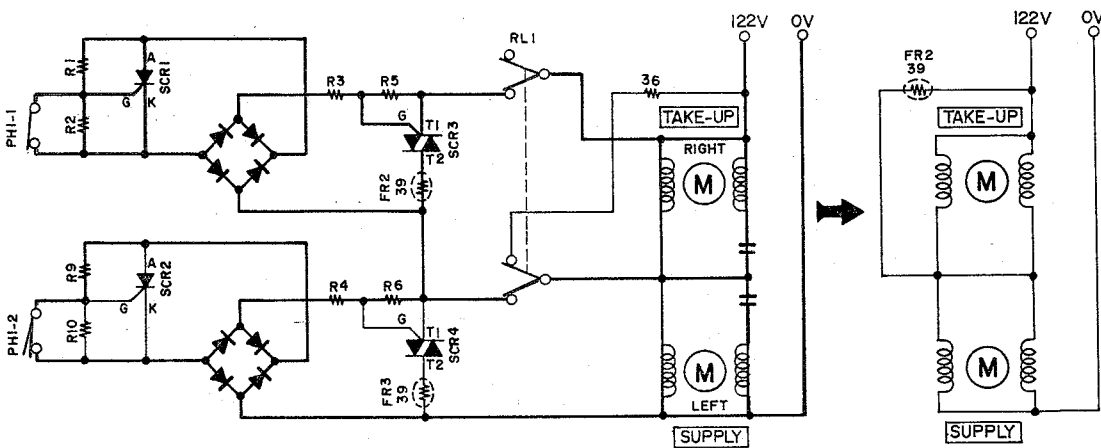 122V
0V
RL1
36
TAKE-UP
RIGHT
M
R1
A
SCR1
G
K
R2
PH1-1
R3
R5
G
T1
T2
SCR3
FR2
39
R9
A
SCR2
G
K
R10
PH1-2
R4
R6
G
T1
T2
SCR4
FR3
39
M
LEFT
SUPPLY
122V
0V
FR2
39
TAKE-UP
M
M
SUPPLY